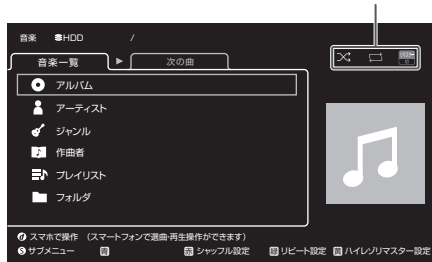 音楽 HDD /
音楽一覧 ▶ 次の曲
アルバム
アーティスト
ジャンル
作曲者
プレイリスト
フォルダ
d スマホで操作 (スマートフォンで選曲・再生操作ができます)
S サブメニュー 青 赤 シャッフル設定 緑 リピート設定 黄 ハイレゾリマスター設定